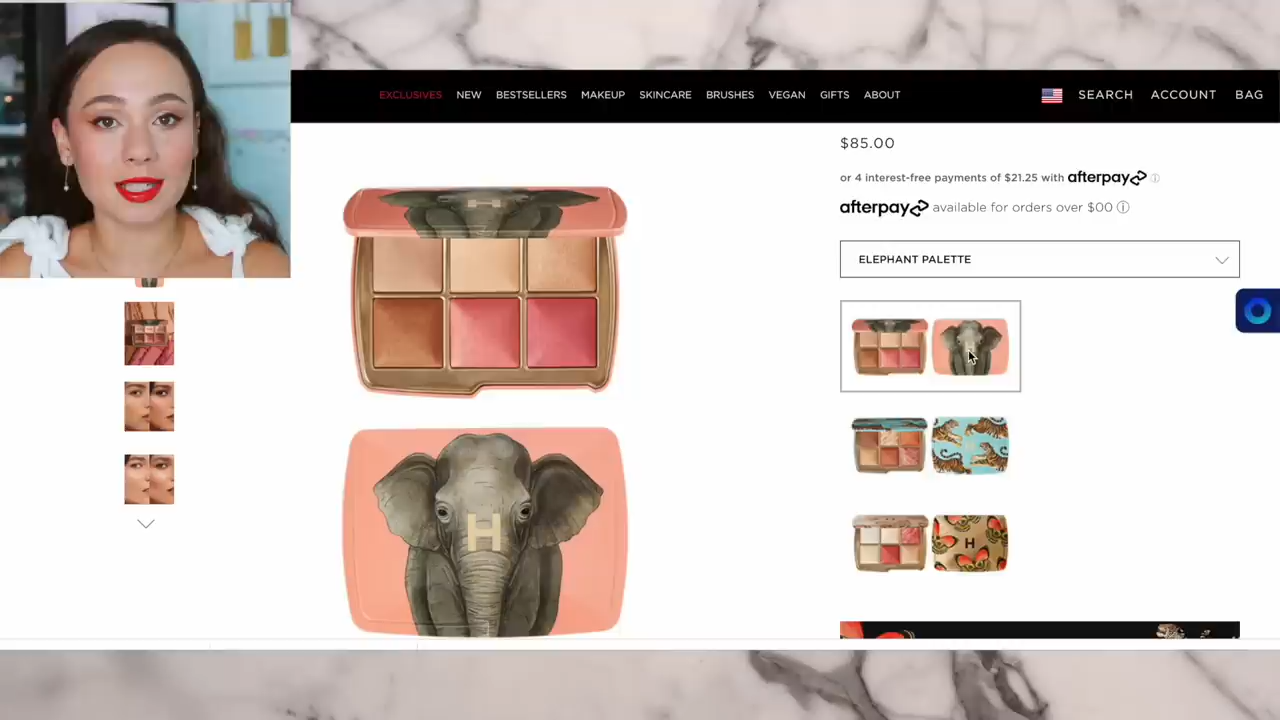 EXCLUSIVES NEW BESTSELLERS MAKEUP SKINCARE BRUSHES VEGAN GIFTS ABOUT SEARCH ACCOUNT BAG
$85.00
or 4 interest-free payments of $21.25 with afterpay
afterpay available for orders over $00
ELEPHANT PALETTE
H
H
H